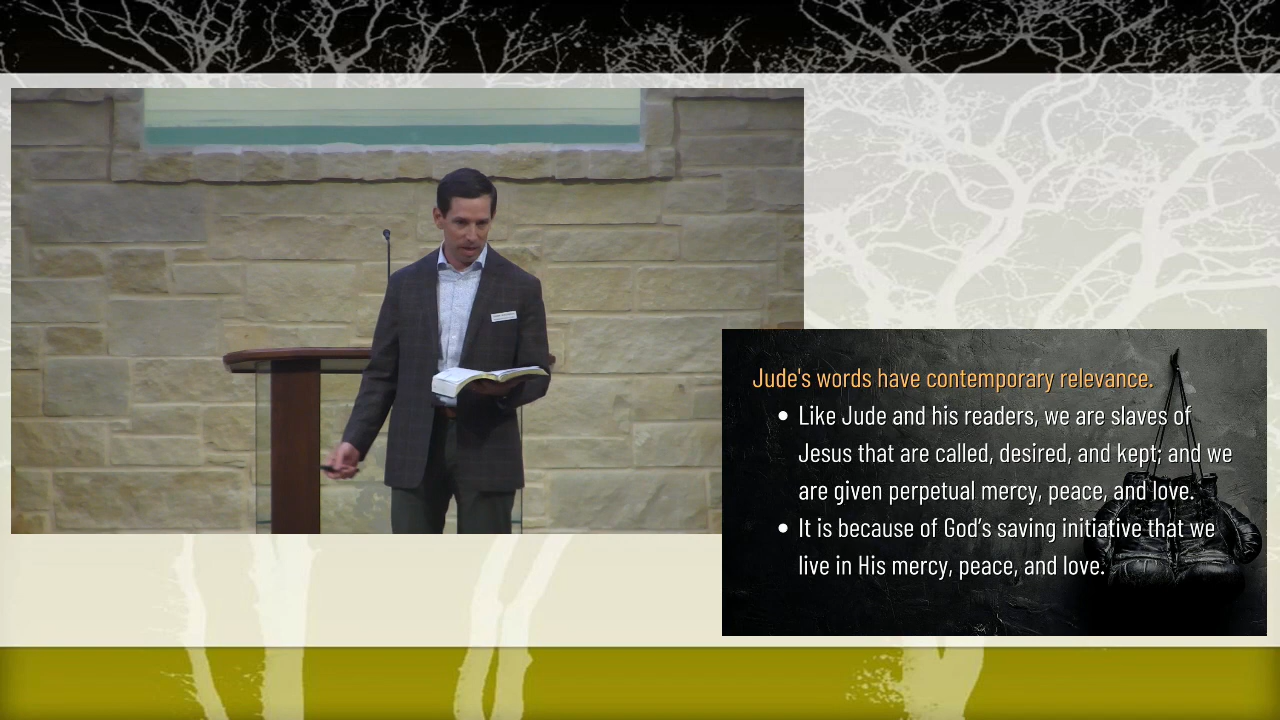 Jude's words have contemporary relevance.
• Like Jude and his readers, we are slaves of
Jesus that are called, desired, and kept; and we
are given perpetual mercy, peace, and love.
• It is because of God’s saving initiative that we
live in His mercy, peace, and love.